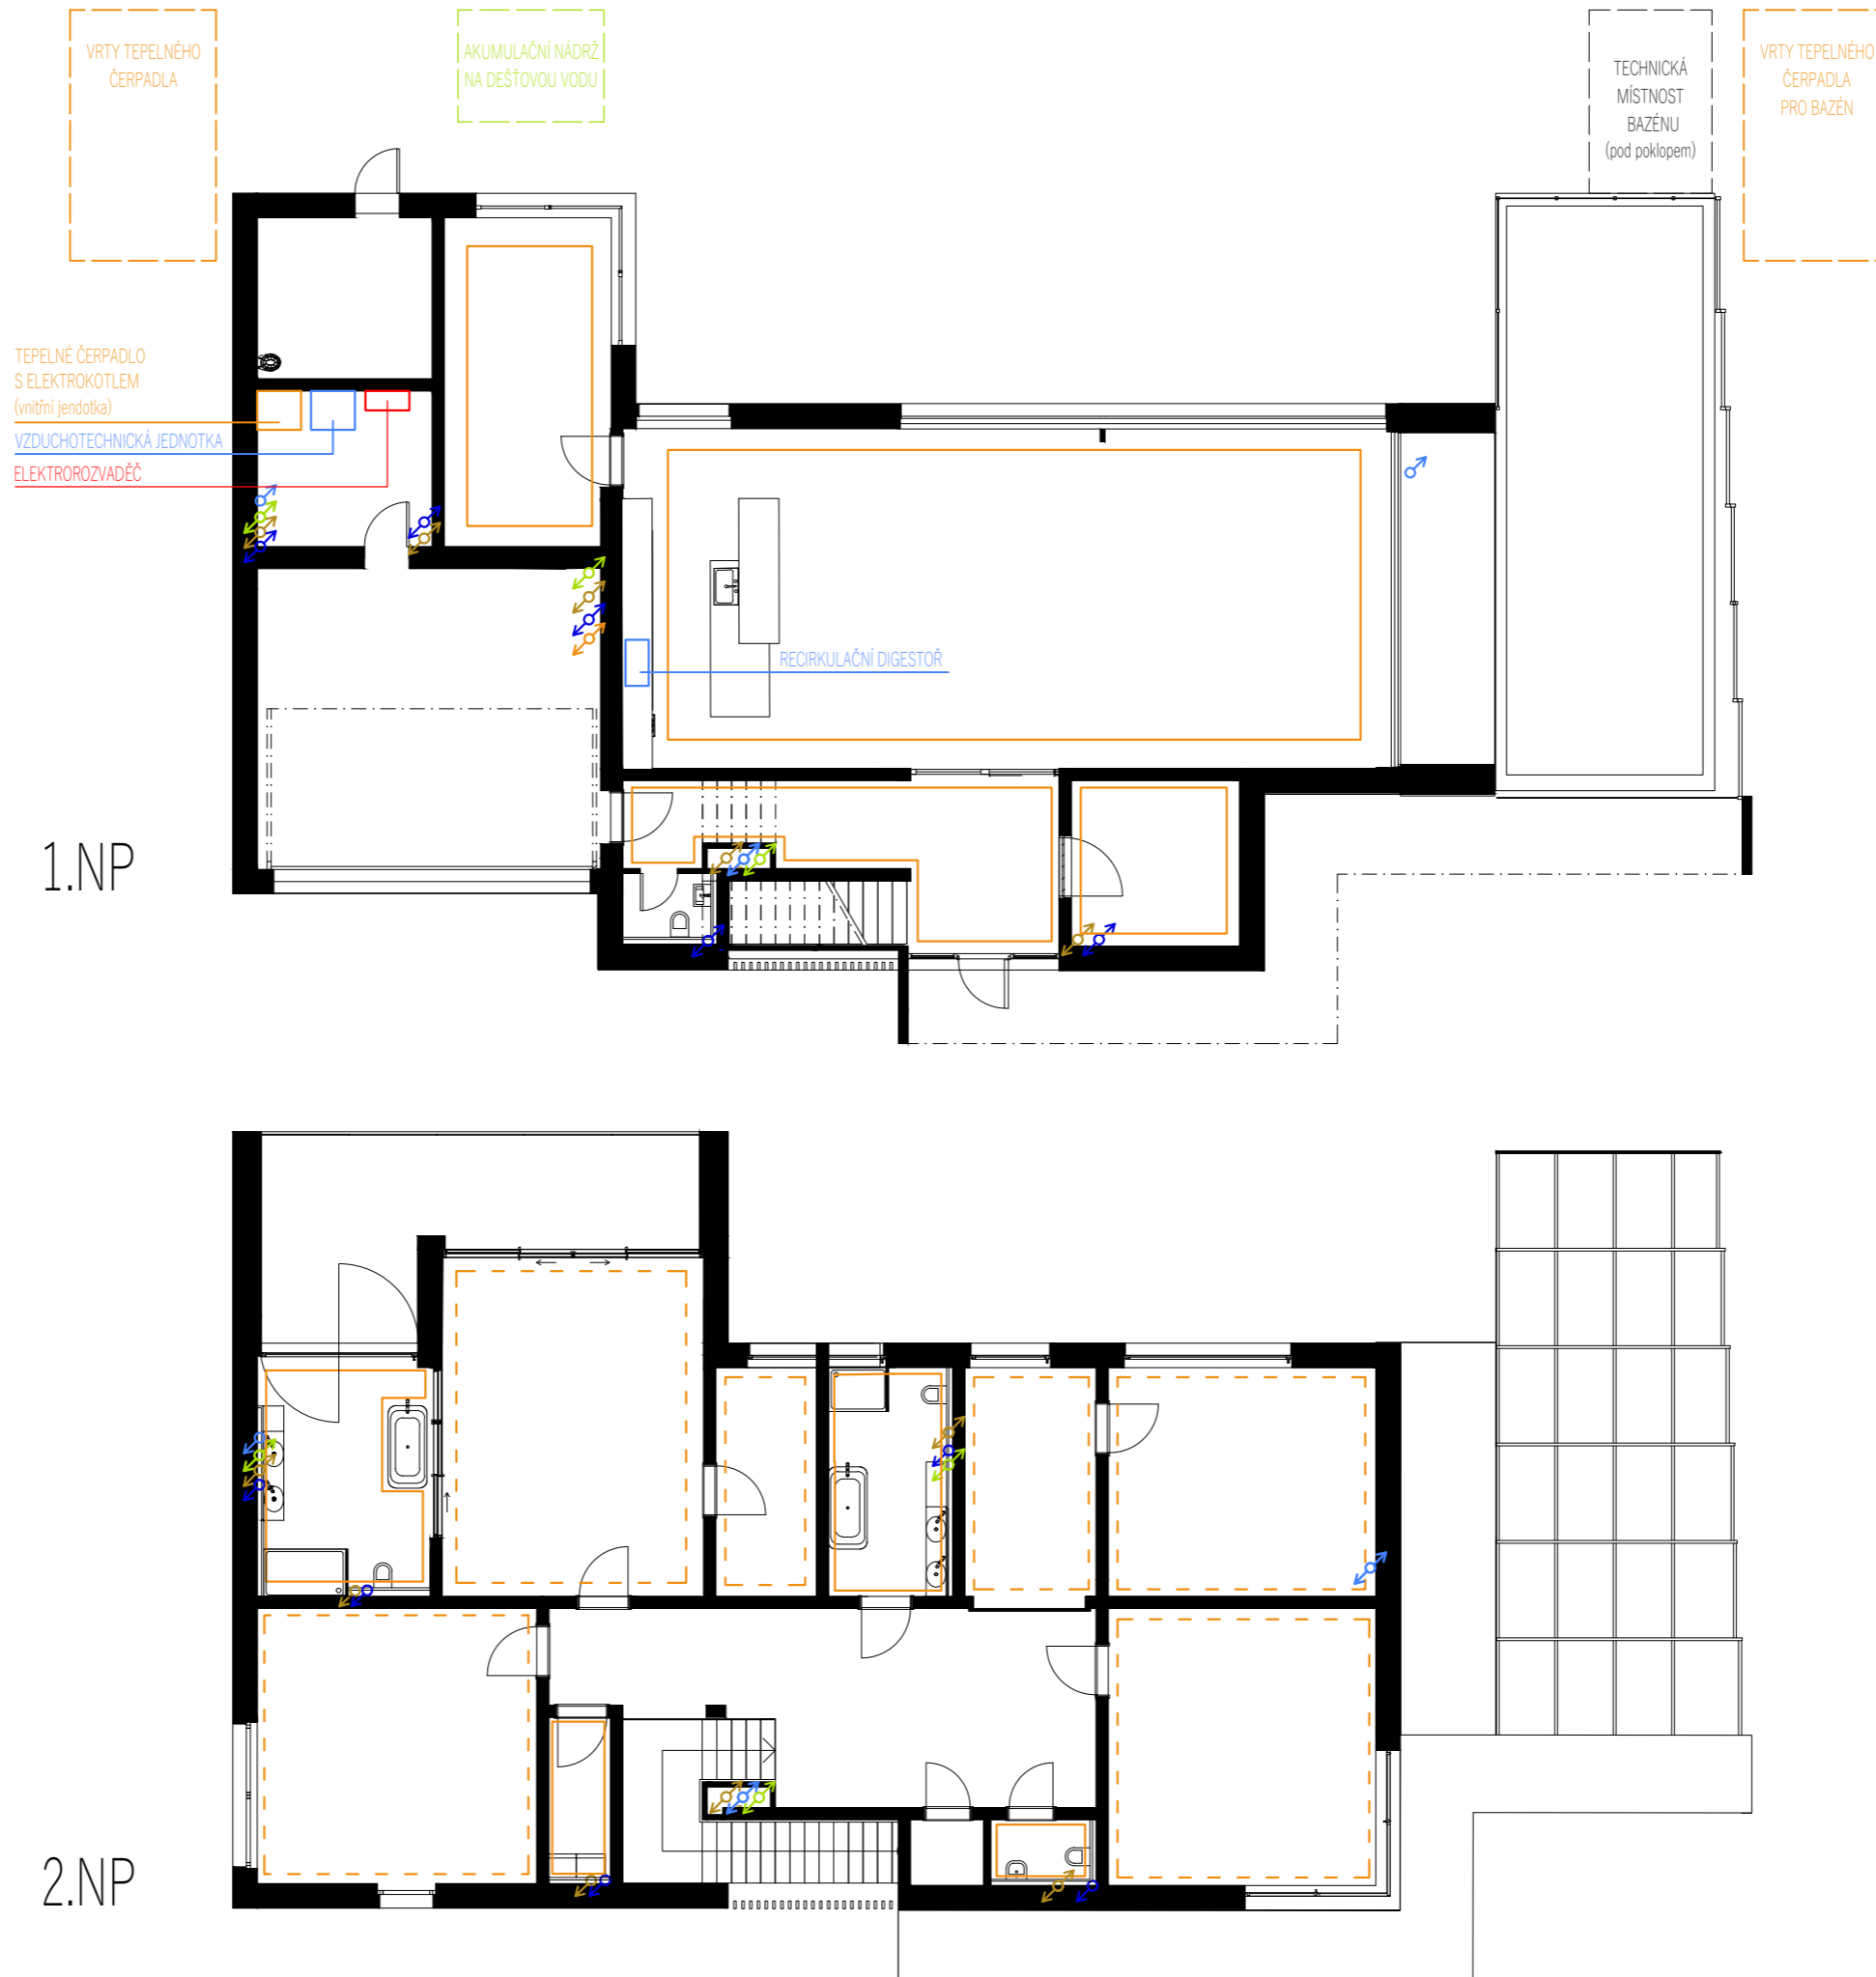 VRTY TEPELNÉHO
ČERPADLA
AKUMULAČNÍ NÁDRŽ
NA DEŠŤOVOU VODU
TECHNICKÁ
MÍSTNOST
BAZÉNU
(pod poklopem)
VRTY TEPELNÉHO
ČERPADLA
PRO BAZÉN
TEPELNÉ ČERPADLO
S ELEKTROKOTLEM
(vnitřní jendotka)
VZDUCHOTECHNICKÁ JEDNOTKA
ELEKTROROZVADĚČ
RECIRKULAČNÍ DIGESTOŘ
1.NP
2.NP